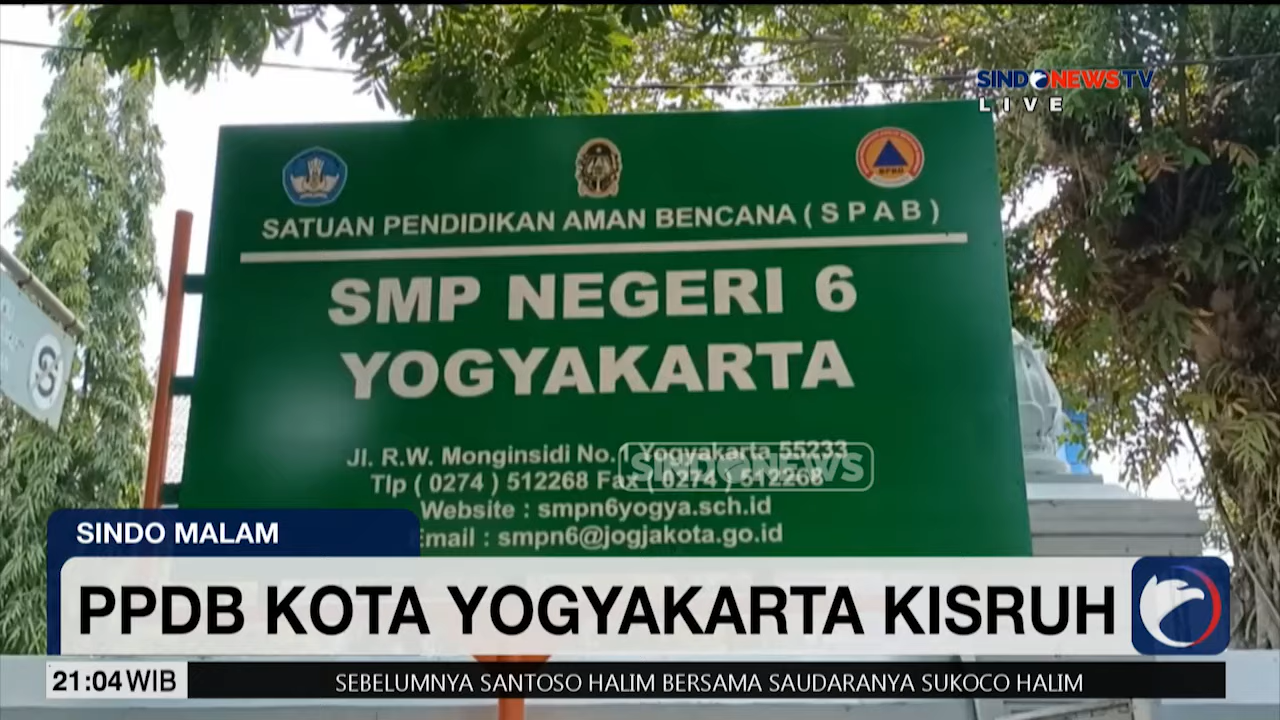 SINDONEWSTV
LIVE
BPBD
SATUAN PENDIDIKAN AMAN BENCANA ( S P A B )
SMP NEGERI 6
YOGYAKARTA
Jl. R.W. Monginsidi No.1 Yogyakarta 55233
Tlp ( 0274 ) 512268 Fax ( 0274 ) 512268
SINDONEWS
Website : smpn6yogya.sch.id
Email : smpn6@jogjakota.go.id
SINDO MALAM
PPDB KOTA YOGYAKARTA KISRUH
21:04 WIB
SEBELUMNYA SANTOSO HALIM BERSAMA SAUDARANYA SUKOCO HALIM